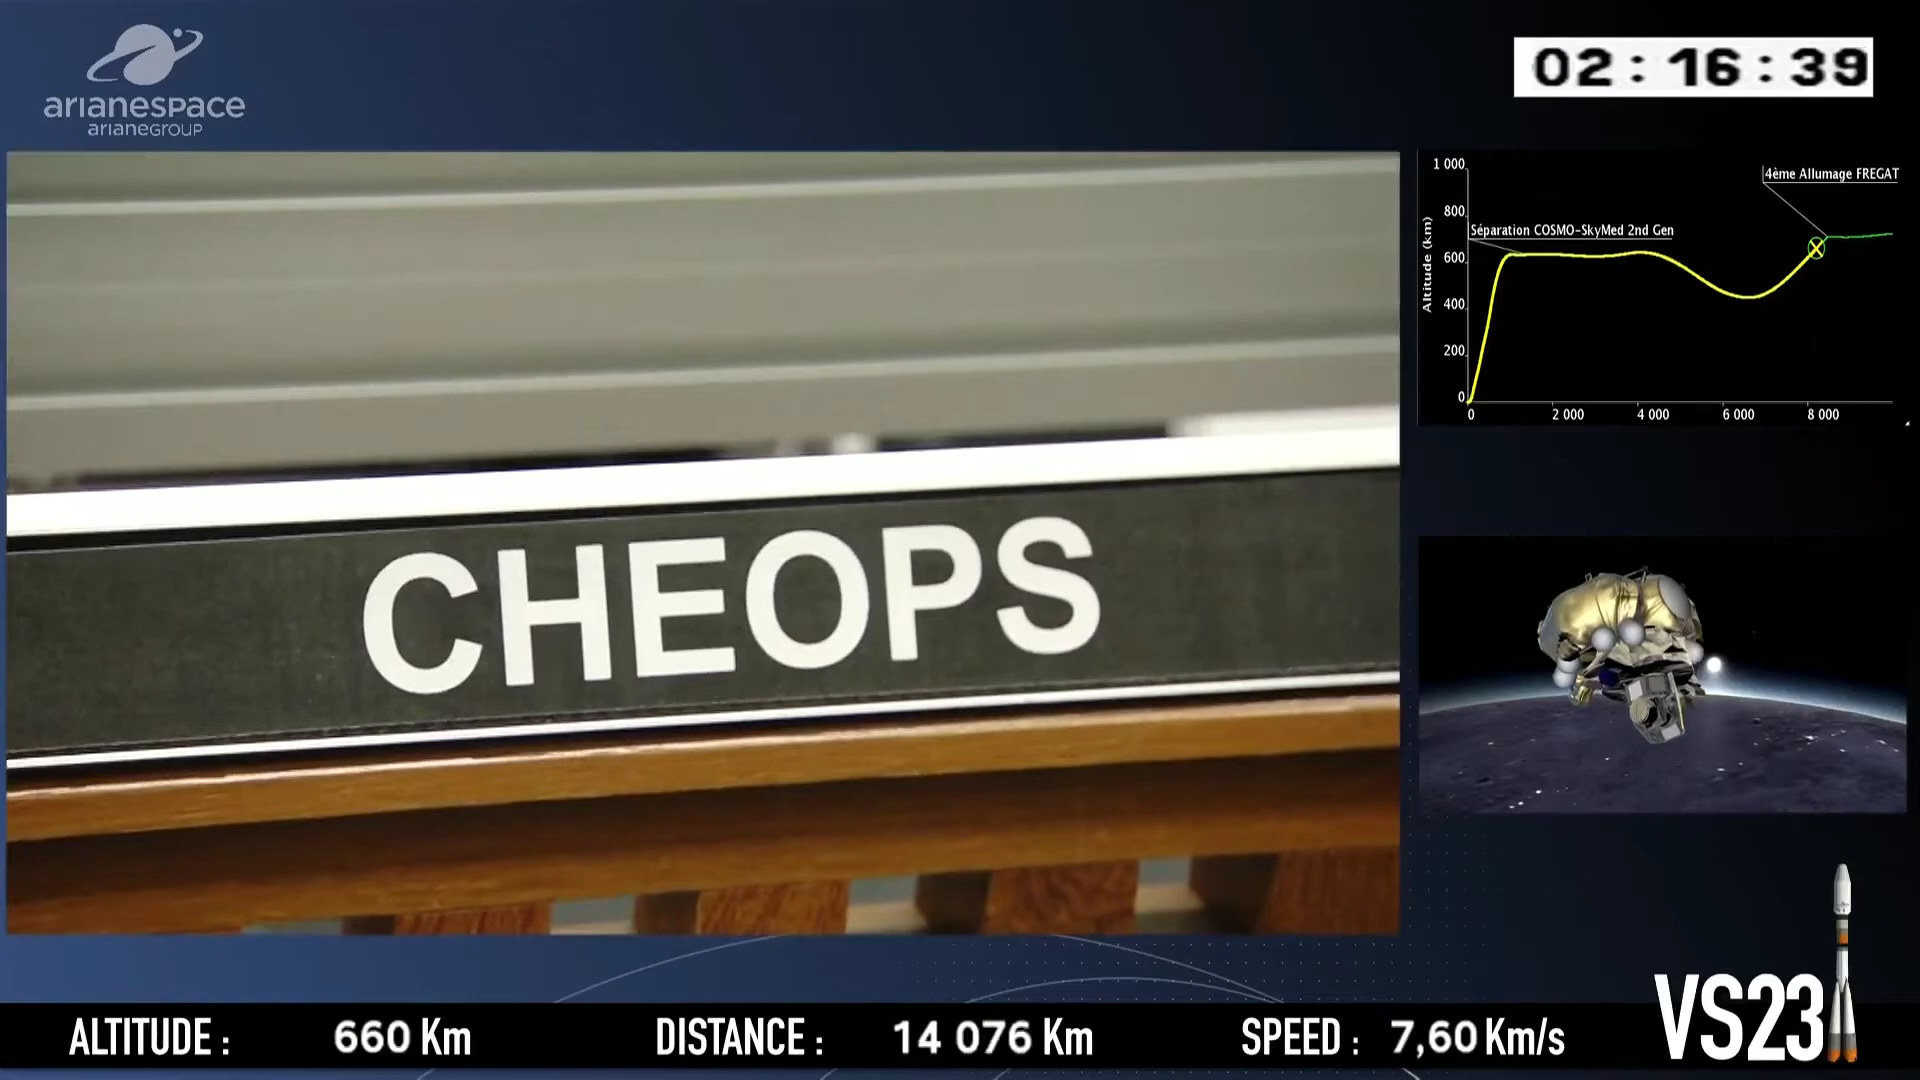 arianespace
arianeGROUP
02:16:39
1 000
800
600
400
200
0
Altitude (km)
4ème Allumage FREGAT
Séparation COSMO-SkyMed 2nd Gen
0
2 000
4 000
6 000
8 000
CHEOPS
VS23
ALTITUDE : 660 Km DISTANCE : 14 076 Km SPEED : 7,60 Km/s